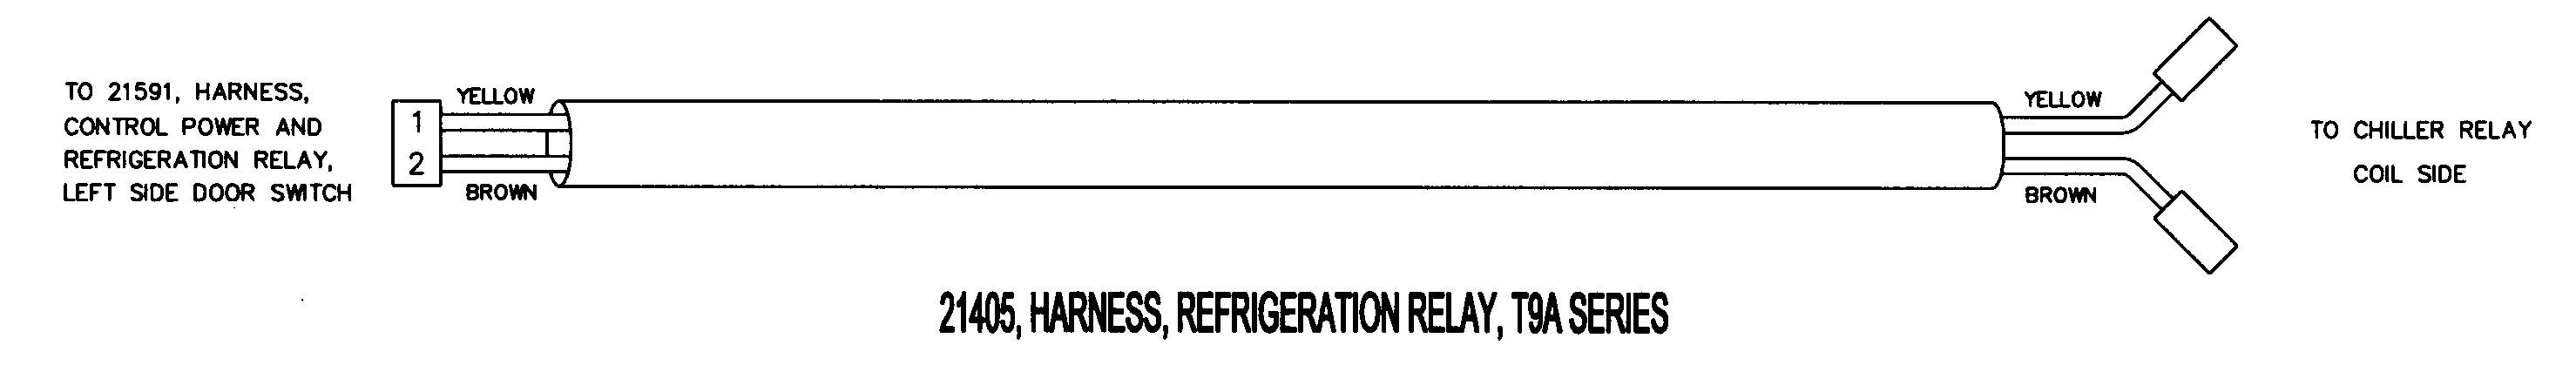 TO 21591, HARNESS,
CONTROL POWER AND
REFRIGERATION RELAY,
LEFT SIDE DOOR SWITCH
1
2
YELLOW
BROWN
YELLOW
BROWN
TO CHILLER RELAY
COIL SIDE
21405, HARNESS, REFRIGERATION RELAY, T9A SERIES